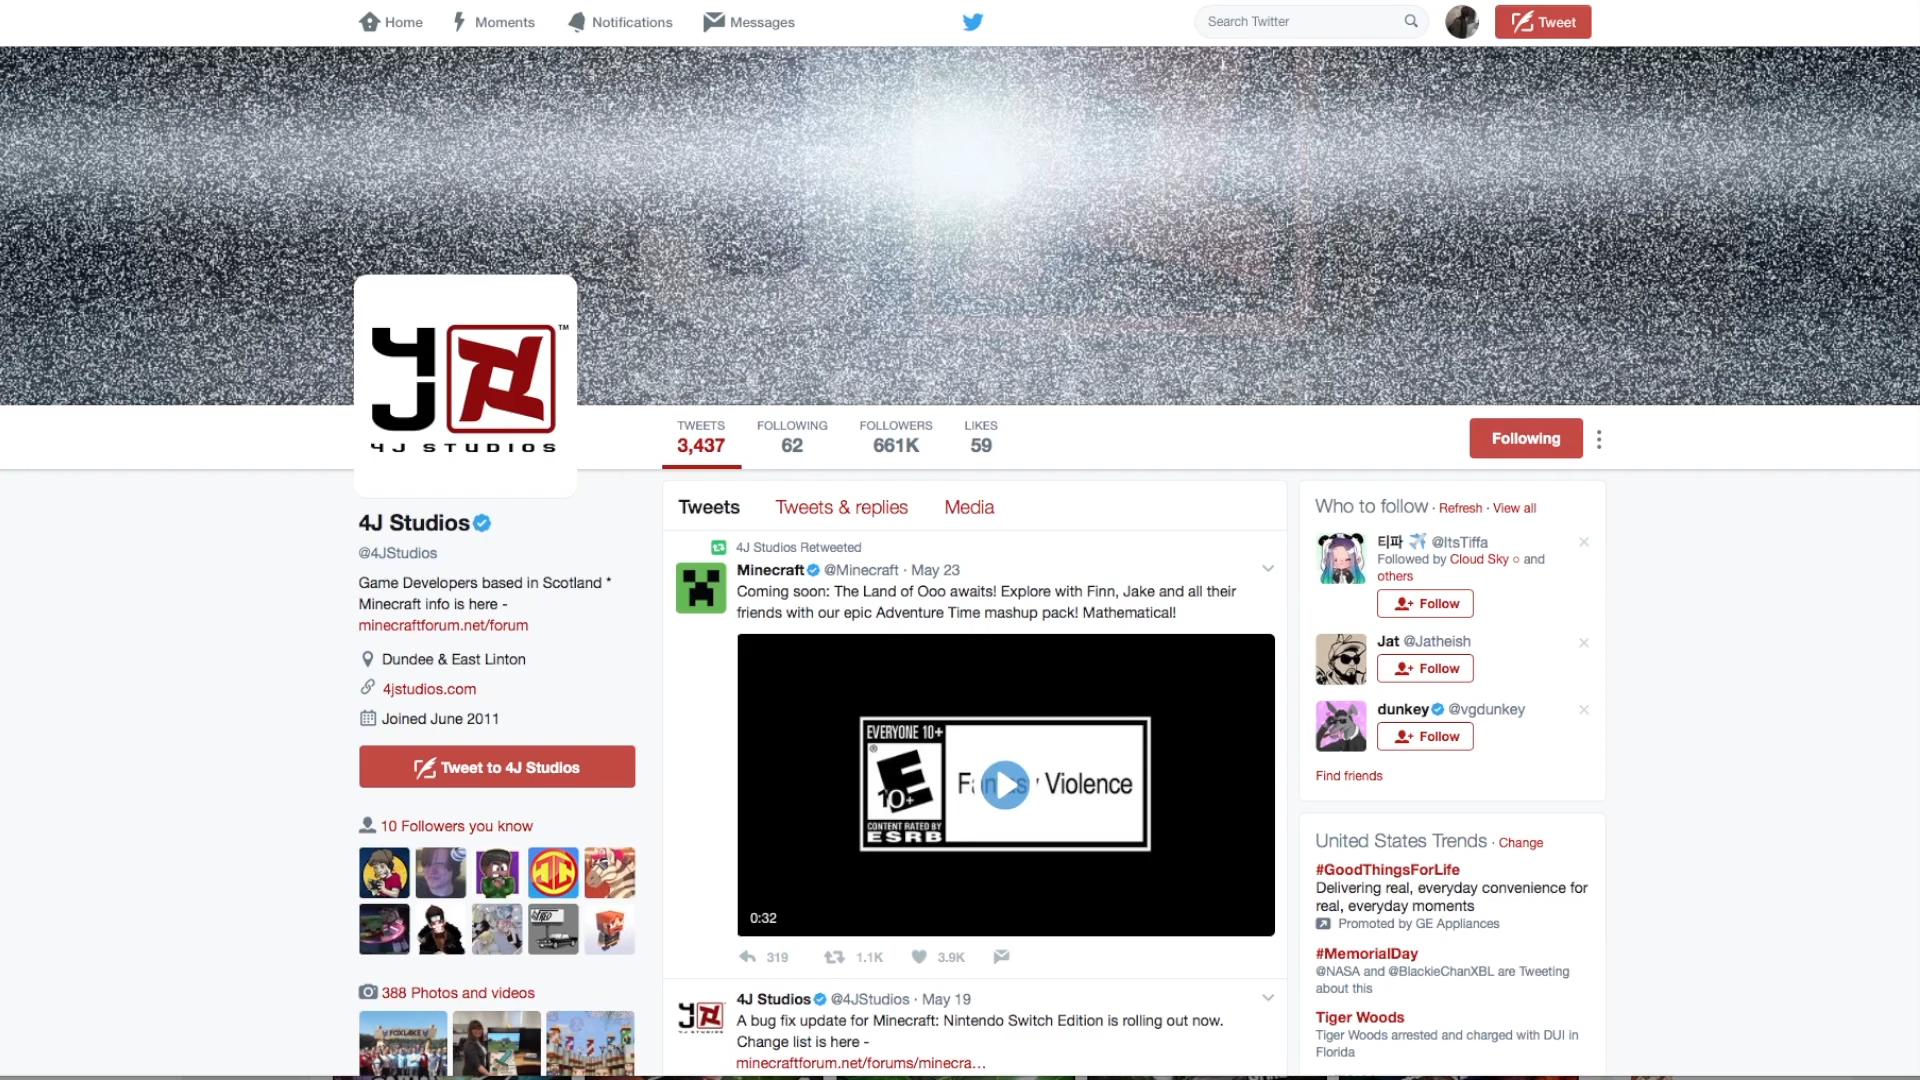 Home
Moments
Notifications
Messages
Search Twitter
Tweet
4J
TM
4J STUDIOS
TWEETS
3,437
FOLLOWING
62
FOLLOWERS
661K
LIKES
59
Following
4J Studios
@4JStudios
Game Developers based in Scotland *
Minecraft info is here -
minecraftforum.net/forum
Dundee & East Linton
4jstudios.com
Joined June 2011
Tweet to 4J Studios
10 Followers you know
388 Photos and videos
FOXLAKE
Tweets
Tweets & replies
Media
4J Studios Retweeted
Minecraft @Minecraft · May 23
Coming soon: The Land of Ooo awaits! Explore with Finn, Jake and all their
friends with our epic Adventure Time mashup pack! Mathematical!
EVERYONE 10+
®
E
10+
CONTENT RATED BY
ESRB
Violence
0:32
319
1.1K
3.9K
4J STUDIOS
4J Studios @4JStudios · May 19
A bug fix update for Minecraft: Nintendo Switch Edition is rolling out now.
Change list is here -
minecraftforum.net/forums/minecra…
Who to follow · Refresh · View all
티파 @ItsTiffa
Followed by Cloud Sky ○ and
others
Follow
Jat @Jatheish
Follow
dunkey @vgdunkey
Follow
Find friends
United States Trends · Change
#GoodThingsForLife
Delivering real, everyday convenience for
real, everyday moments
Promoted by GE Appliances
#MemorialDay
@NASA and @BlackieChanXBL are Tweeting
about this
Tiger Woods
Tiger Woods arrested and charged with DUI in
Florida